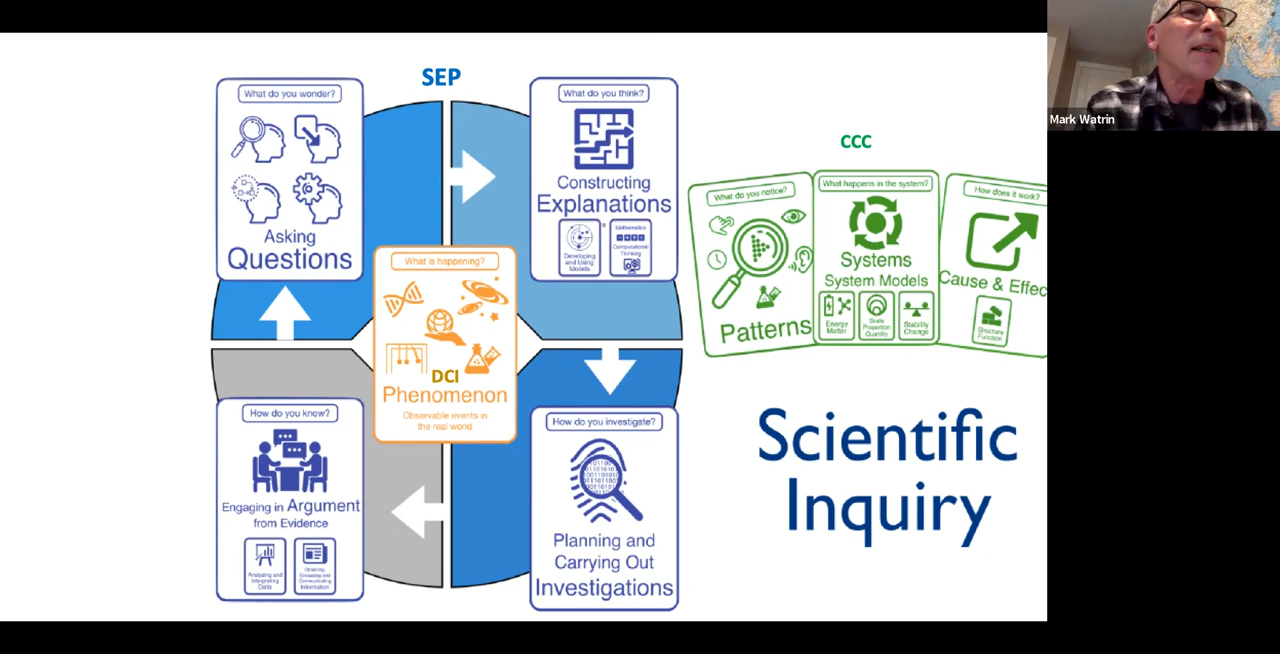 SEP
What do you wonder?
Asking
Questions
What do you think?
Constructing
Explanations
Developing
and Using
Models
Mathematics
Computational
Thinking
What is happening?
DCI
Phenomenon
Observable events in
the real world
How do you know?
Engaging in Argument
from Evidence
Analyzing and
Interpreting
Data
Obtaining,
Evaluating and
Communicating
Information
How do you investigate?
Planning and
Carrying Out
Investigations
CCC
What do you notice?
Patterns
What happens in the system?
Systems
System Models
Energy
Matter
Scale
Proportion
Quantity
Stability
Change
How does it work?
Cause & Effec
Structure
Function
Scientific
Inquiry
Mark Watrin